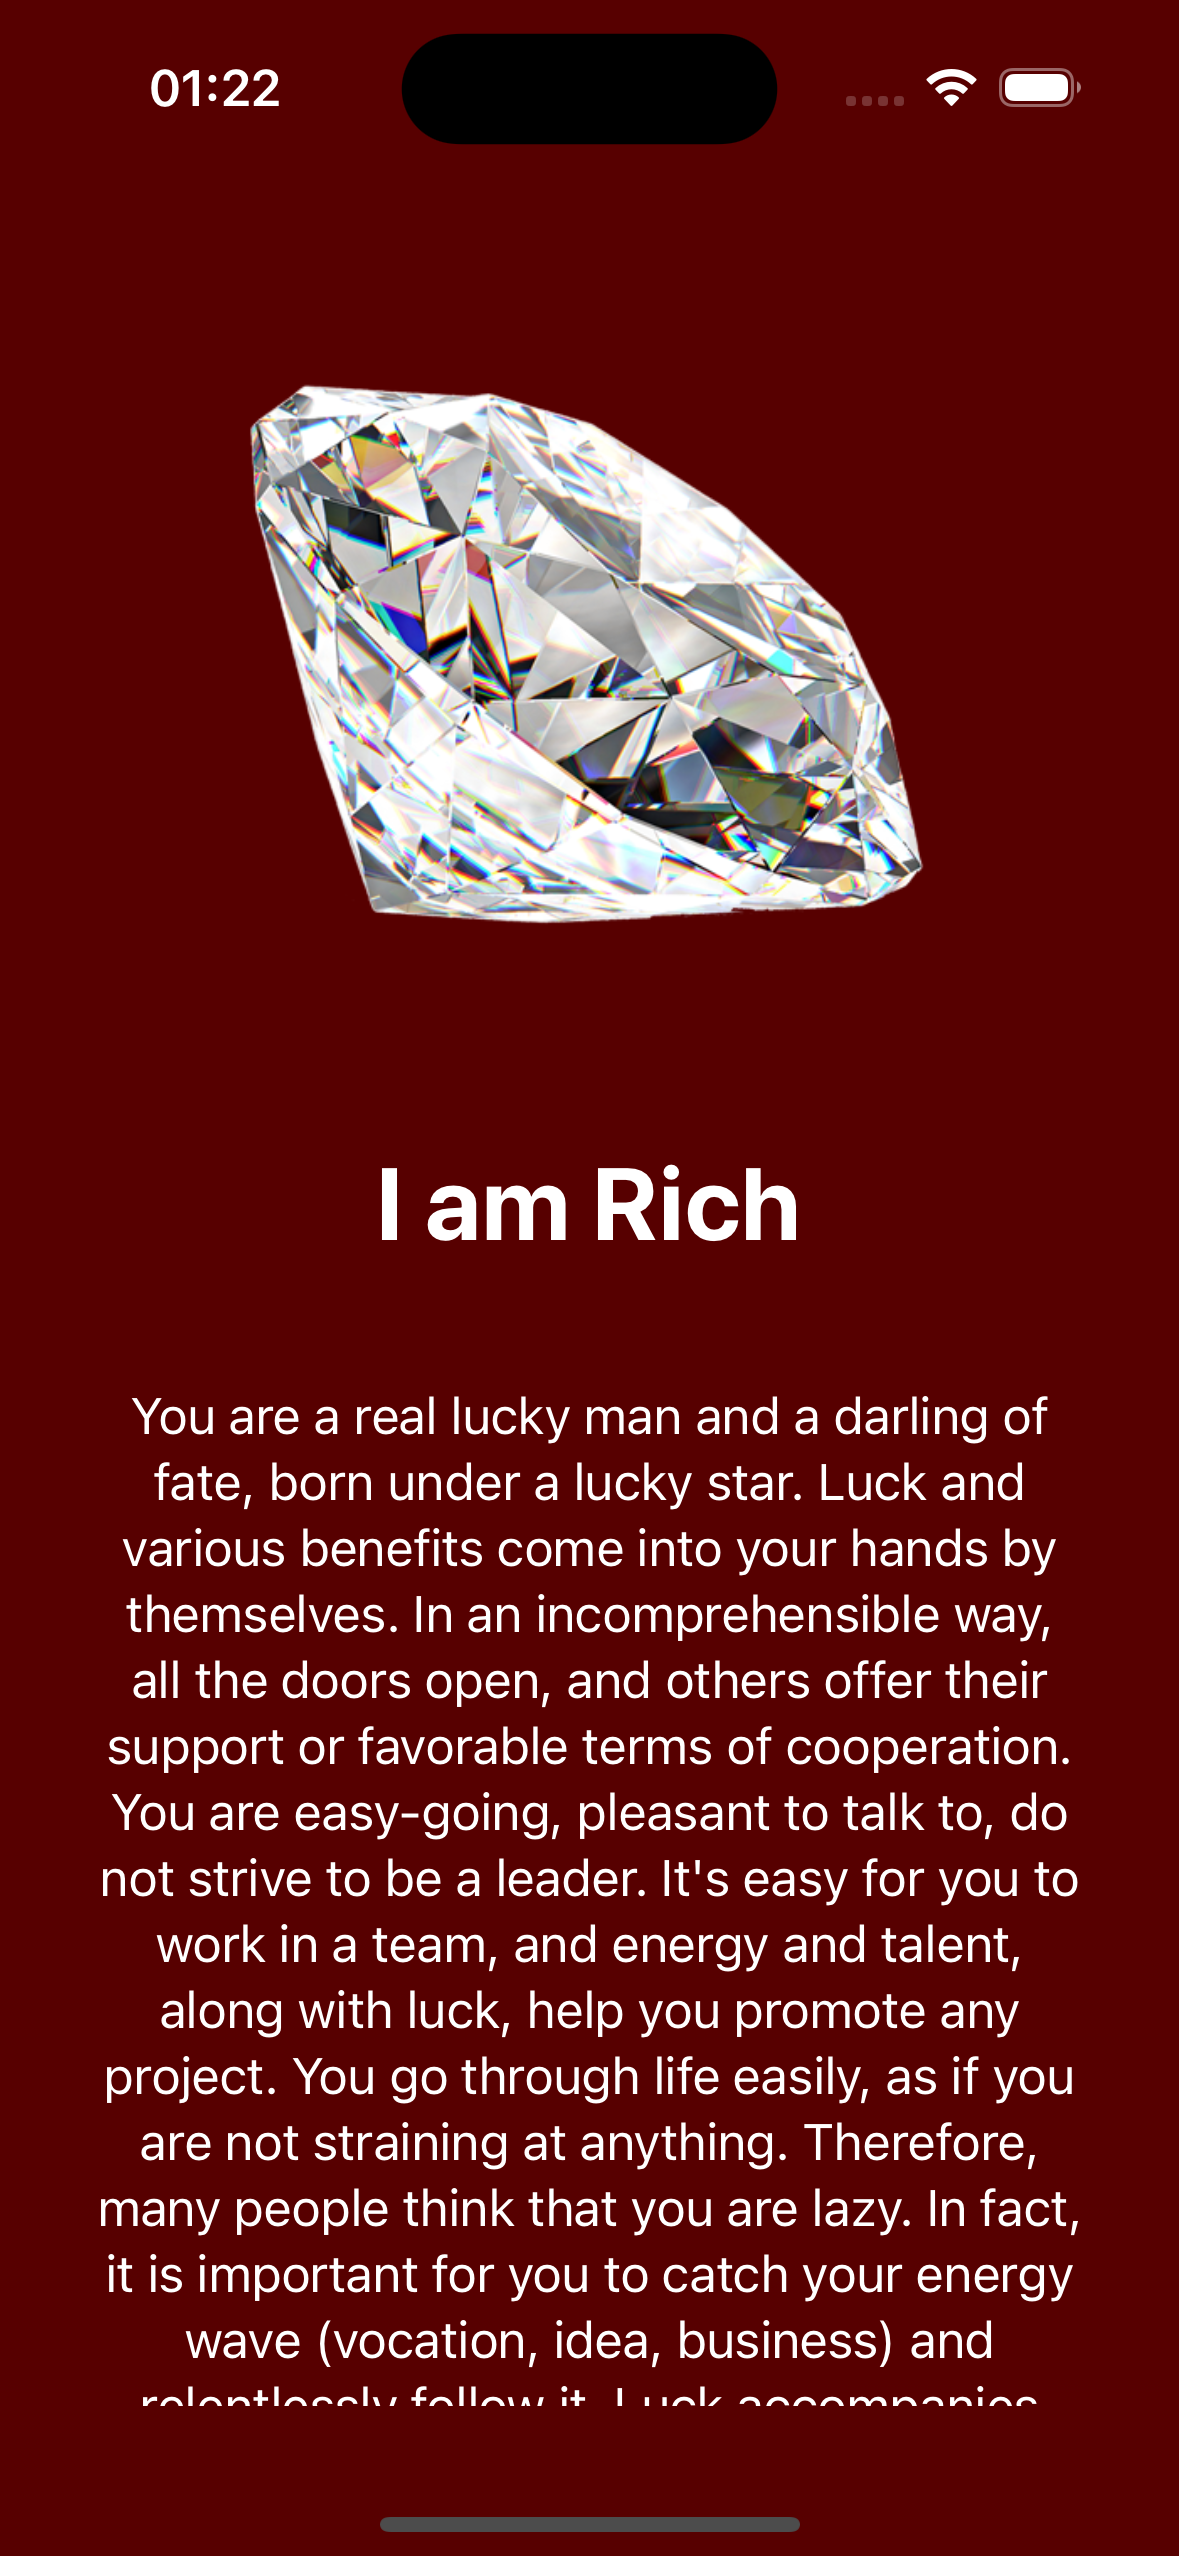 01:22
I am Rich
You are a real lucky man and a darling of
fate, born under a lucky star. Luck and
various benefits come into your hands by
themselves. In an incomprehensible way,
all the doors open, and others offer their
support or favorable terms of cooperation.
You are easy-going, pleasant to talk to, do
not strive to be a leader. It's easy for you to
work in a team, and energy and talent,
along with luck, help you promote any
project. You go through life easily, as if you
are not straining at anything. Therefore,
many people think that you are lazy. In fact,
it is important for you to catch your energy
wave (vocation, idea, business) and
relentlessly follow it. Luck accompanies